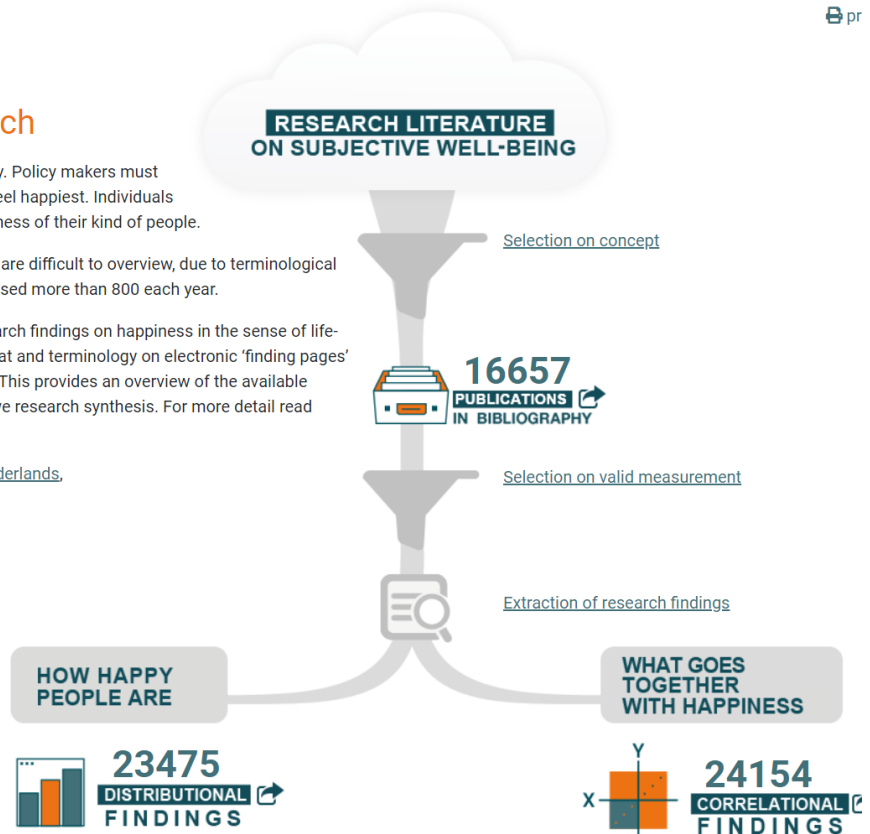 pr
ch
RESEARCH LITERATURE
ON SUBJECTIVE WELL-BEING
y. Policy makers must
eel happiest. Individuals
ness of their kind of people.
Selection on concept
are difficult to overview, due to terminological
sed more than 800 each year.
arch findings on happiness in the sense of life-
at and terminology on electronic ‘finding pages’
This provides an overview of the available
ve research synthesis. For more detail read
16657
PUBLICATIONS
IN BIBLIOGRAPHY
derlands,
Selection on valid measurement
Extraction of research findings
HOW HAPPY
PEOPLE ARE
WHAT GOES
TOGETHER
WITH HAPPINESS
23475
DISTRIBUTIONAL
FINDINGS
Y
X
24154
CORRELATIONAL
FINDINGS